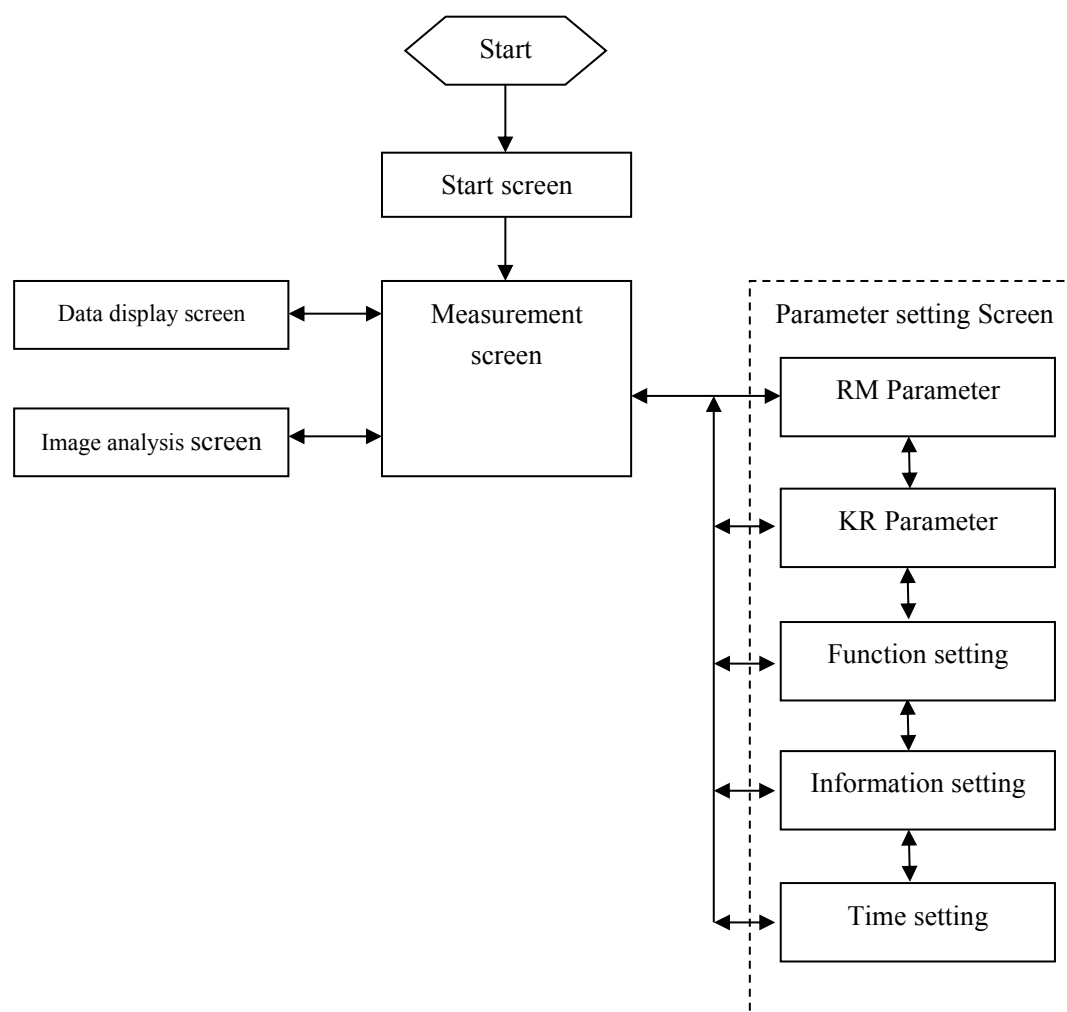 Start
Start screen
Data display screen
Measurement
screen
Image analysis screen
Parameter setting Screen
RM Parameter
KR Parameter
Function setting
Information setting
Time setting